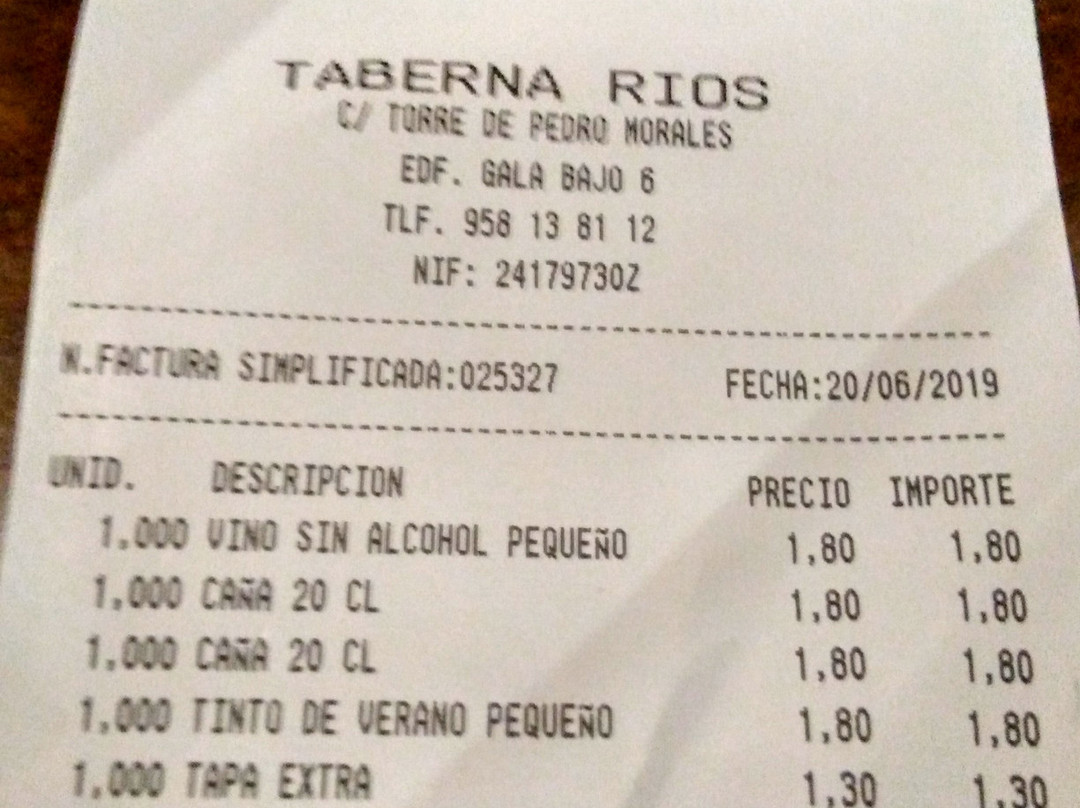 TABERNA RIOS
C/ TORRE DE PEDRO MORALES
EDF. GALA BAJO 6
TLF. 958 13 81 12
NIF: 24179730Z
N.FACTURA SIMPLIFICADA:025327 FECHA:20/06/2019
UNID. DESCRIPCION PRECIO IMPORTE
1,000 VINO SIN ALCOHOL PEQUEÑO 1,80 1,80
1,000 CAÑA 20 CL 1,80 1,80
1,000 CAÑA 20 CL 1,80 1,80
1,000 TINTO DE VERANO PEQUEÑO 1,80 1,80
1,000 TAPA EXTRA 1,30 1,30